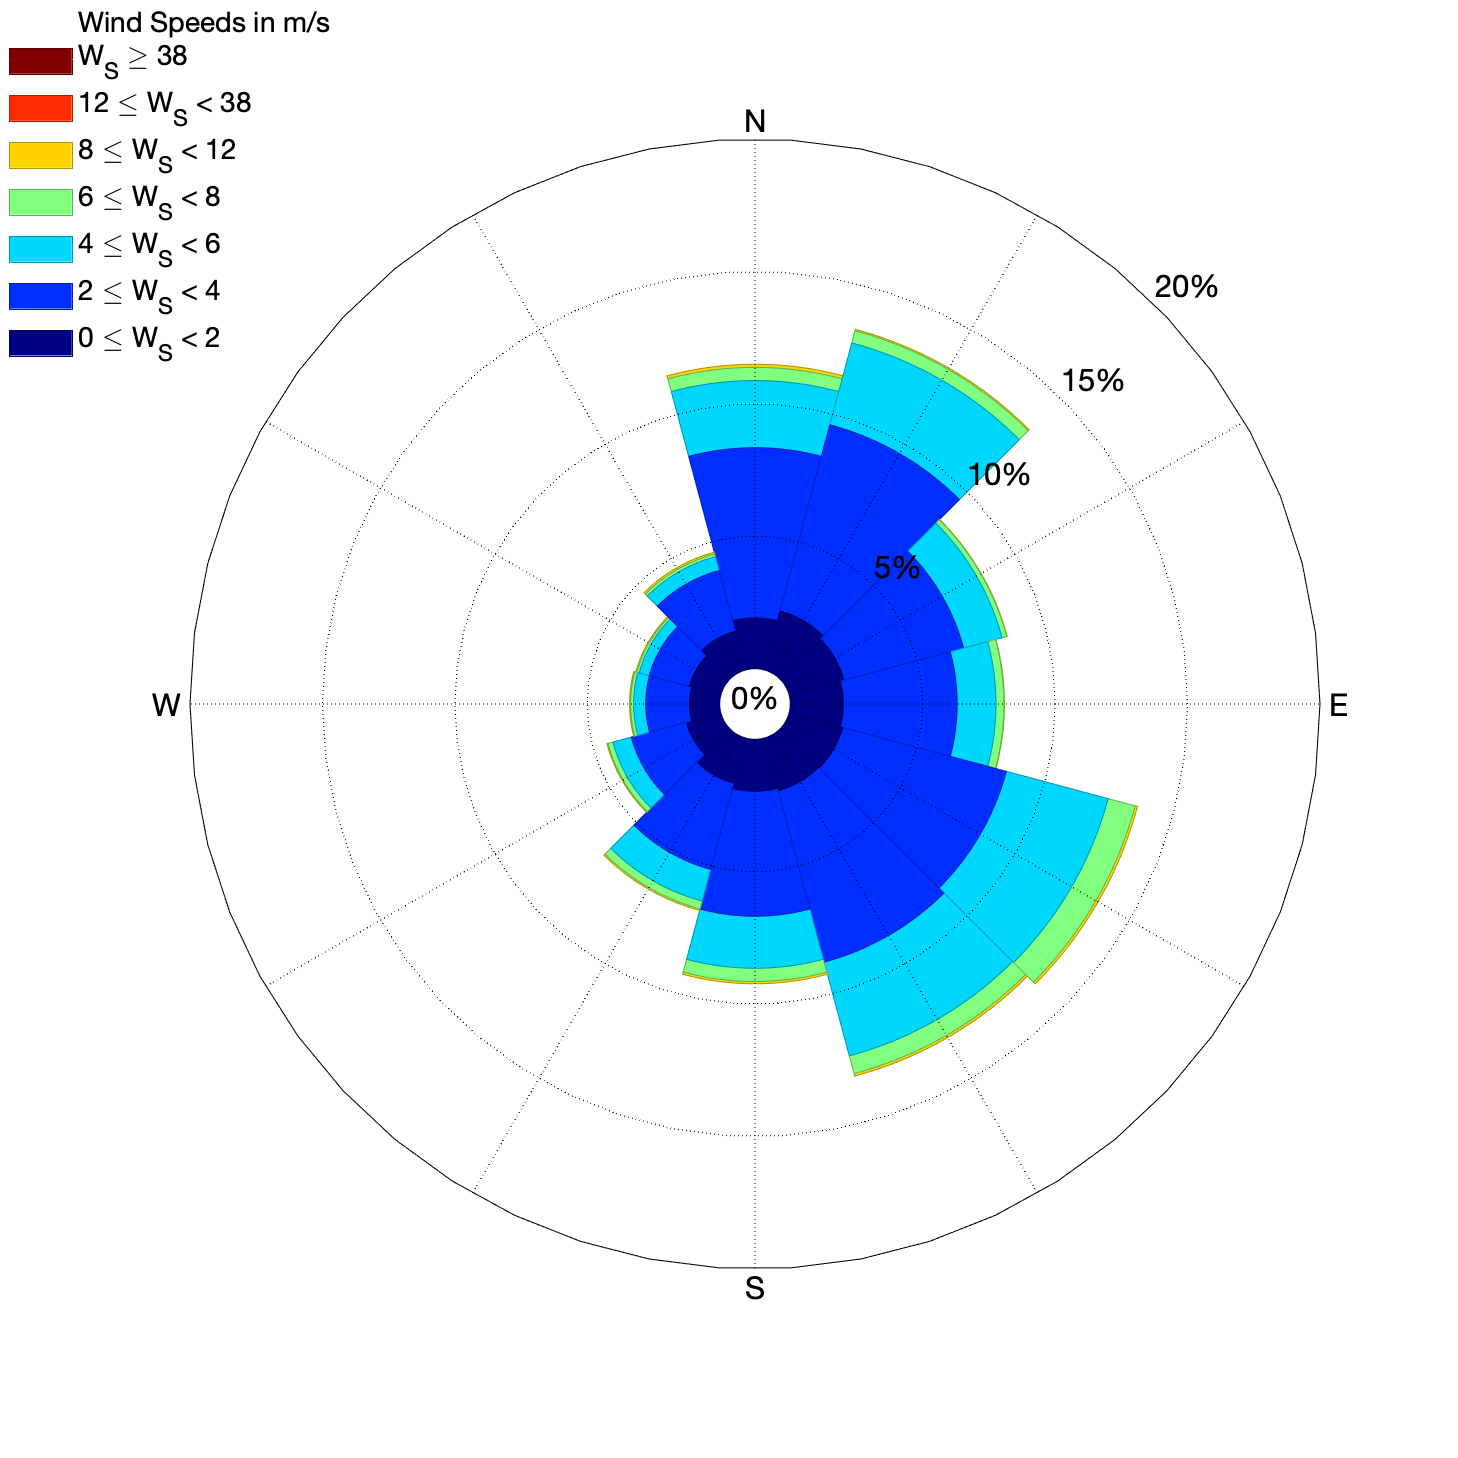 Wind Speeds in m/s
W_S ≥ 38
12 ≤ W_S < 38
8 ≤ W_S < 12
6 ≤ W_S < 8
4 ≤ W_S < 6
2 ≤ W_S < 4
0 ≤ W_S < 2
N
20%
15%
10%
5%
0%
W
E
S